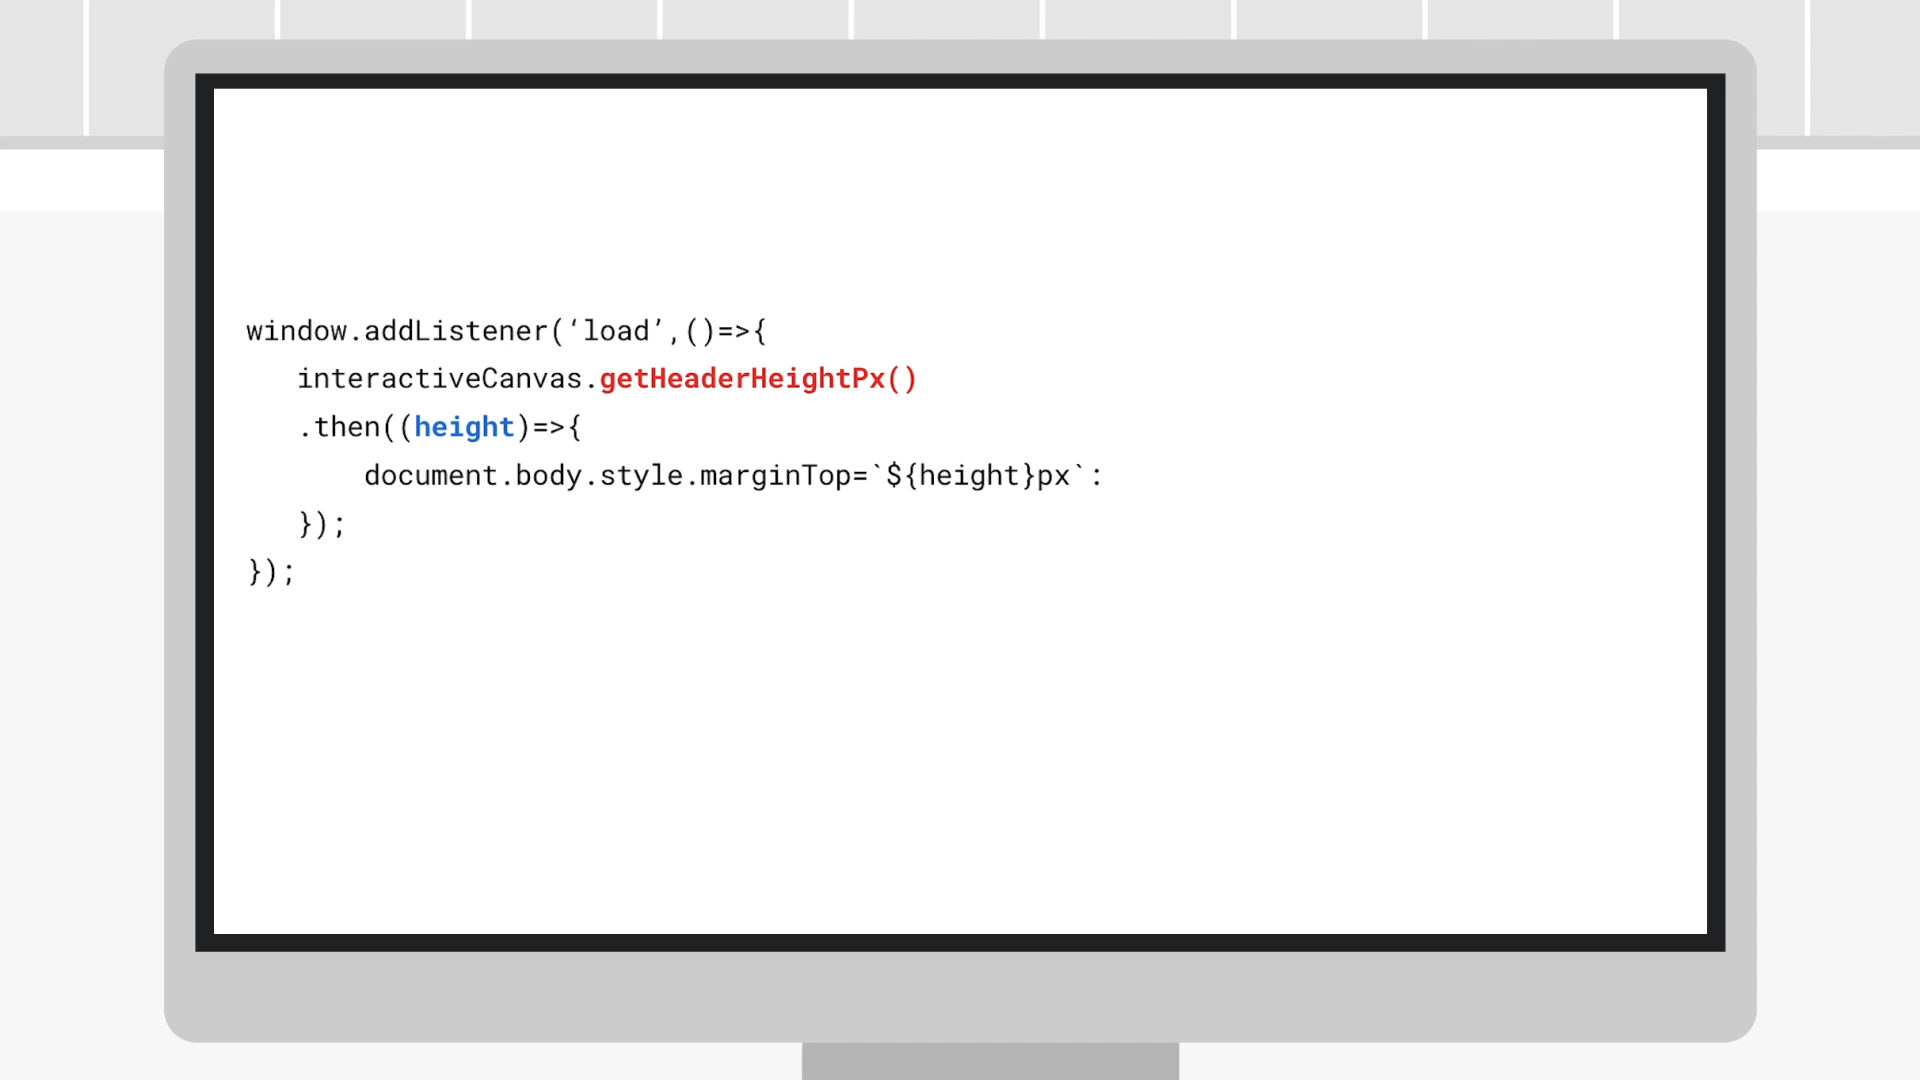 window.addListener(‘load’,()=>{
interactiveCanvas.getHeaderHeightPx()
.then((height)=>{
document.body.style.marginTop=`${height}px`:
});
});